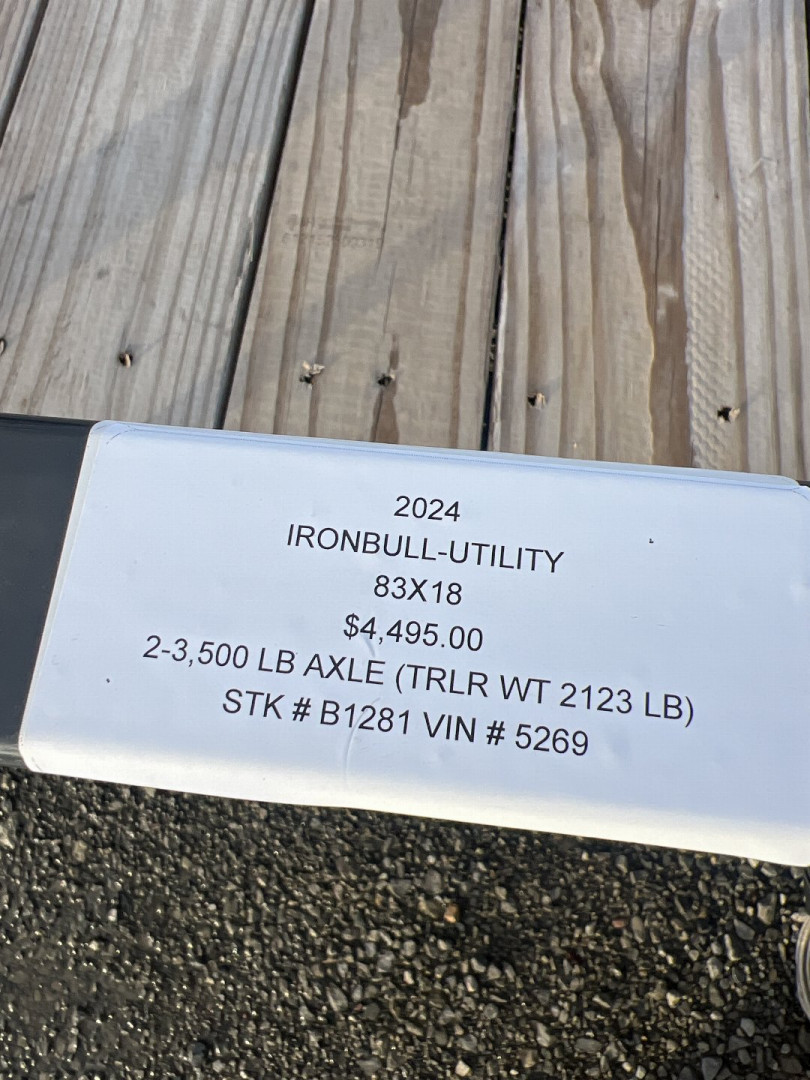 2024
IRONBULL-UTILITY
83X18
$4,495.00
2-3,500 LB AXLE (TRLR WT 2123 LB)
STK # B1281 VIN # 5269